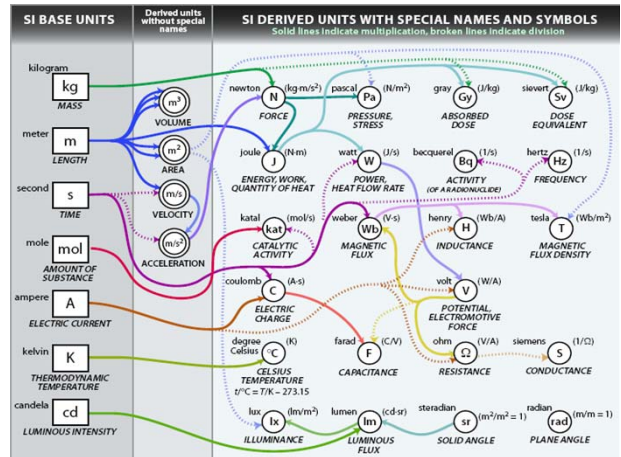 SI BASE UNITS
Derived units
without special
names
SI DERIVED UNITS WITH SPECIAL NAMES AND SYMBOLS
Solid lines indicate multiplication, broken lines indicate division
kilogram
kg
MASS
m³
VOLUME
newton
N
(kg·m/s²)
FORCE
pascal
Pa
(N/m²)
PRESSURE,
STRESS
gray
Gy
(J/kg)
ABSORBED
DOSE
sievert
Sv
(J/kg)
DOSE
EQUIVALENT
meter
m
LENGTH
m²
AREA
joule
J
(N·m)
ENERGY, WORK,
QUANTITY OF HEAT
watt
W
(J/s)
POWER,
HEAT FLOW RATE
becquerel
Bq
(1/s)
ACTIVITY
(OF A RADIONUCLIDE)
hertz
Hz
(1/s)
FREQUENCY
second
s
TIME
m/s
VELOCITY
m/s²
ACCELERATION
katal
kat
(mol/s)
CATALYTIC
ACTIVITY
weber
Wb
(V·s)
MAGNETIC
FLUX
henry
H
(Wb/A)
INDUCTANCE
tesla
T
(Wb/m²)
MAGNETIC
FLUX DENSITY
mole
mol
AMOUNT OF
SUBSTANCE
coulomb
C
(A·s)
ELECTRIC
CHARGE
volt
V
(W/A)
POTENTIAL,
ELECTROMOTIVE
FORCE
ampere
A
ELECTRIC CURRENT
kelvin
K
THERMODYNAMIC
TEMPERATURE
degree
Celsius
°C
(K)
CELSIUS
TEMPERATURE
t/°C = T/K – 273.15
farad
F
(C/V)
CAPACITANCE
ohm
Ω
(V/A)
RESISTANCE
siemens
S
(1/Ω)
CONDUCTANCE
candela
cd
LUMINOUS INTENSITY
lux
lx
(lm/m²)
ILLUMINANCE
lumen
lm
(cd·sr)
LUMINOUS
FLUX
steradian
sr
(m²/m² = 1)
SOLID ANGLE
radian
rad
(m/m = 1)
PLANE ANGLE